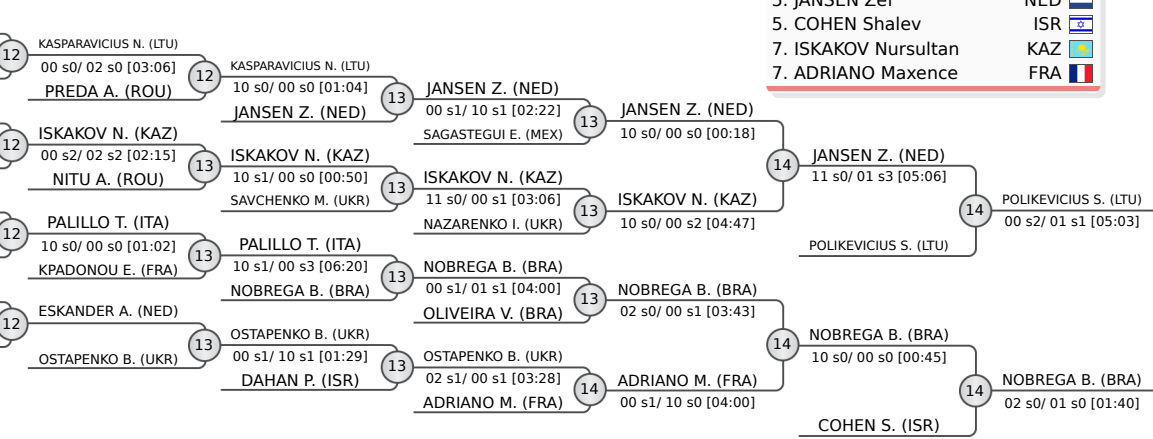 5. JANSEN Zef NED
5. COHEN Shalev ISR
7. ISKAKOV Nursultan KAZ
7. ADRIANO Maxence FRA
12
KASPARAVICIUS N. (LTU)
00 s0/ 02 s0 [03:06]
PREDA A. (ROU)
12
ISKAKOV N. (KAZ)
00 s2/ 02 s2 [02:15]
NITU A. (ROU)
12
PALILLO T. (ITA)
10 s0/ 00 s0 [01:02]
KPADONOU E. (FRA)
12
ESKANDER A. (NED)
OSTAPENKO B. (UKR)
12
KASPARAVICIUS N. (LTU)
10 s0/ 00 s0 [01:04]
JANSEN Z. (NED)
13
ISKAKOV N. (KAZ)
10 s1/ 00 s0 [00:50]
SAVCHENKO M. (UKR)
13
PALILLO T. (ITA)
10 s1/ 00 s3 [06:20]
NOBREGA B. (BRA)
13
OSTAPENKO B. (UKR)
00 s1/ 10 s1 [01:29]
DAHAN P. (ISR)
13
JANSEN Z. (NED)
00 s1/ 10 s1 [02:22]
SAGASTEGUI E. (MEX)
13
ISKAKOV N. (KAZ)
11 s0/ 00 s1 [03:06]
NAZARENKO I. (UKR)
13
NOBREGA B. (BRA)
00 s1/ 01 s1 [04:00]
OLIVEIRA V. (BRA)
13
OSTAPENKO B. (UKR)
02 s1/ 00 s1 [03:28]
ADRIANO M. (FRA)
13
JANSEN Z. (NED)
10 s0/ 00 s0 [00:18]
13
ISKAKOV N. (KAZ)
10 s0/ 00 s2 [04:47]
13
NOBREGA B. (BRA)
02 s0/ 00 s1 [03:43]
14
ADRIANO M. (FRA)
00 s1/ 10 s0 [04:00]
14
JANSEN Z. (NED)
11 s0/ 01 s3 [05:06]
POLIKEVICIUS S. (LTU)
14
NOBREGA B. (BRA)
10 s0/ 00 s0 [00:45]
COHEN S. (ISR)
14
POLIKEVICIUS S. (LTU)
00 s2/ 01 s1 [05:03]
14
NOBREGA B. (BRA)
02 s0/ 01 s0 [01:40]